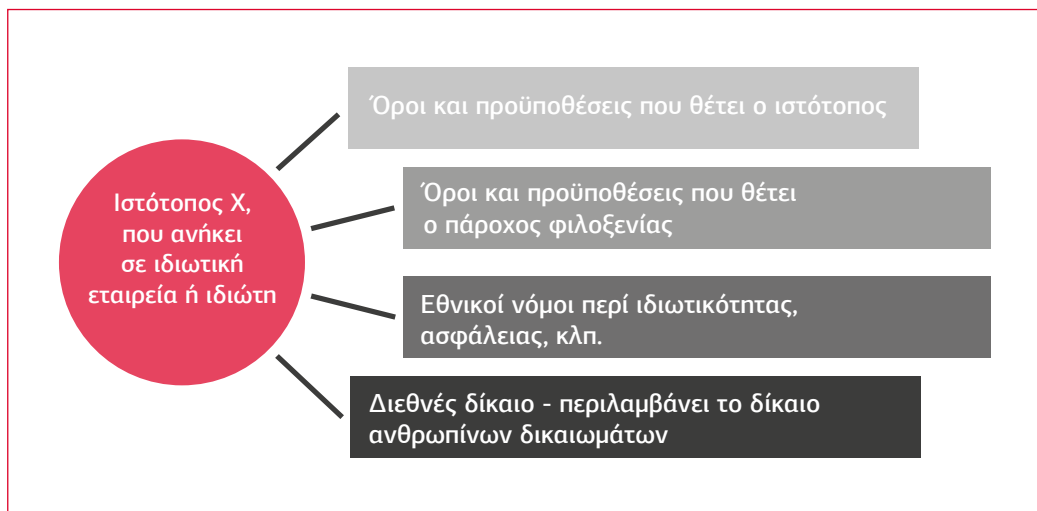 Όροι και προϋποθέσεις που θέτει ο ιστότοπος
Ιστότοπος Χ,
που ανήκει
σε ιδιωτική
εταιρεία ή ιδιώτη
Όροι και προϋποθέσεις που θέτει
ο πάροχος φιλοξενίας
Εθνικοί νόμοι περί ιδιωτικότητας,
ασφάλειας, κλπ.
Διεθνές δίκαιο - περιλαμβάνει το δίκαιο
ανθρωπίνων δικαιωμάτων